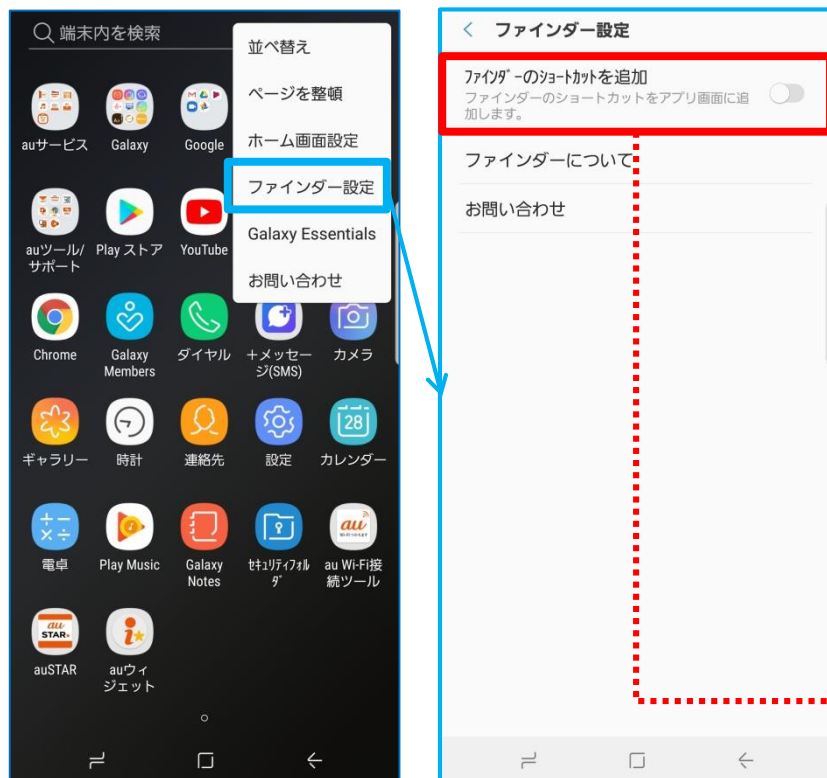 端末内を検索
並べ替え
ページを整頓
ホーム画面設定
ファインダー設定
Galaxy Essentials
お問い合わせ
auサービス
Galaxy
Google
auツール/
サポート
Play ストア
YouTube
Chrome
Galaxy
Members
ダイヤル
+メッセー
ジ(SMS)
カメラ
ギャラリー
時計
連絡先
設定
28
カレンダー
電卓
Play Music
Galaxy
Notes
ｾｷｭﾘﾃｨﾌｫﾙ
ﾀﾞ
au
au Wi-Fi接
続ツール
au
STAR
auSTAR
auウィ
ジェット
ファインダー設定
ﾌｧｲﾝﾀﾞｰのｼｮｰﾄｶｯﾄを追加
ファインダーのショートカットをアプリ画面に追
加します。
ファインダーについて
お問い合わせ